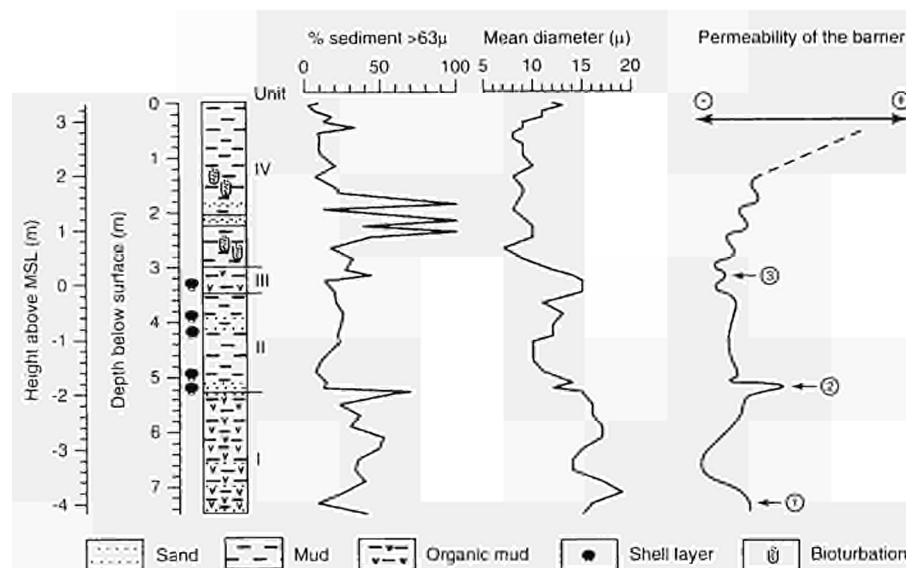 % sediment >63μ Mean diameter (μ) Permeability of the barrier
0 50 100 5 10 15 20
Unit
Height above MSL (m)
3
2
1
0
-1
-2
-3
-4
Depth below surface (m)
0
1
2
3
4
5
6
7
IV
III
II
I
- +
3
2
1
Sand Mud Organic mud Shell layer Bioturbation